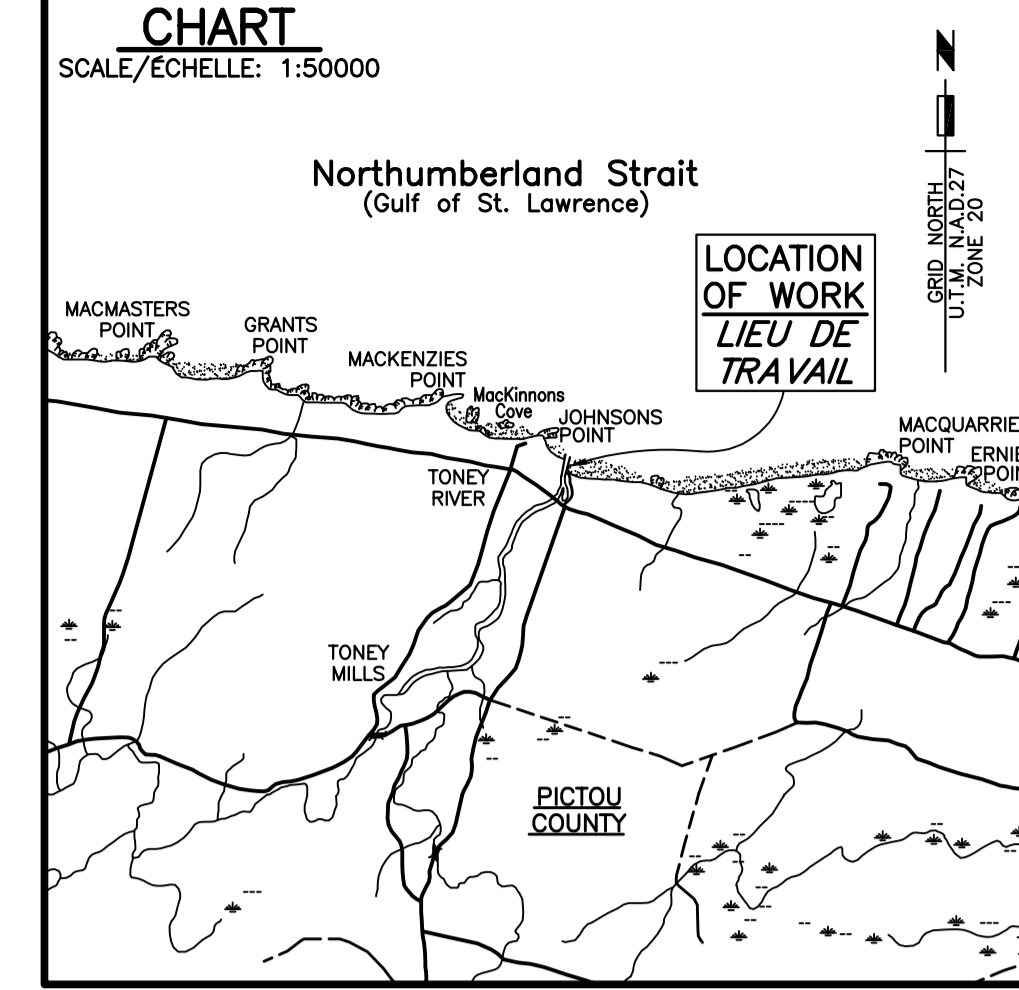 CHART
SCALE/ÉCHELLE: 1:50000
Northumberland Strait
(Gulf of St. Lawrence)
N
GRID NORTH
U.T.M. N.A.D.27
ZONE 20
LOCATION
OF WORK
LIEU DE
TRAVAIL
MACMASTERS
POINT
GRANTS
POINT
MACKENZIES
POINT
MacKinnons
Cove
JOHNSONS
POINT
MACQUARRIE
POINT
ERNIE
POIN
TONEY
RIVER
TONEY
MILLS
PICTOU
COUNTY